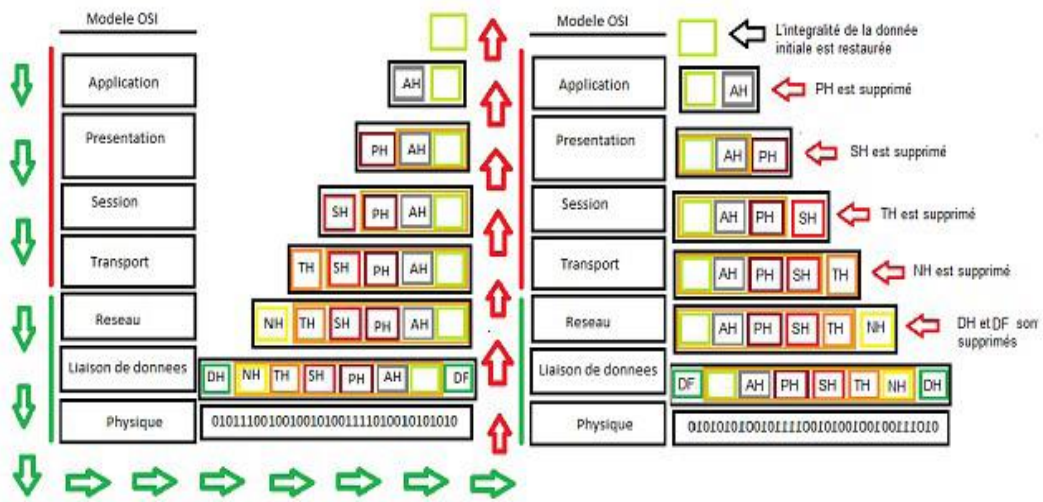 Modele OSI
Application
AH
Presentation
PH AH
Session
SH PH AH
Transport
TH SH PH AH
Reseau
NH TH SH PH AH
Liaison de donnees
DH NH TH SH PH AH DF
Physique
01011100100100101001111010010101010
Modele OSI
L'integralité de la donnée
initiale est restaurée
Application
AH
PH est supprimé
Presentation
AH PH
SH est supprimé
Session
AH PH SH
TH est supprimé
Transport
AH PH SH TH
NH est supprimé
Reseau
AH PH SH TH NH
DH et DF son
supprimés
Liaison de donnees
DF AH PH SH TH NH DH
Physique
01010101001011110010100100100111010